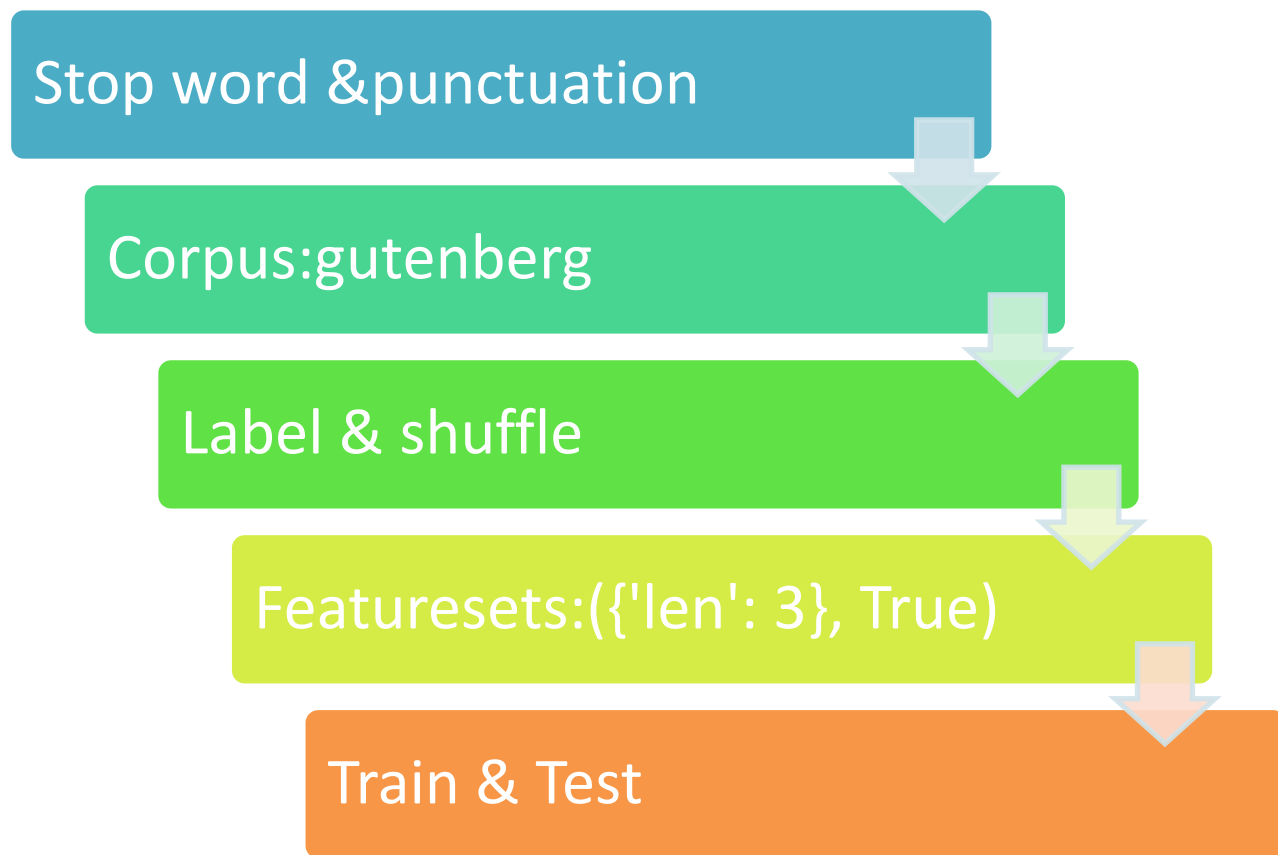 Stop word &punctuation
Corpus:gutenberg
Label & shuffle
Featuresets:({'len': 3}, True)
Train & Test